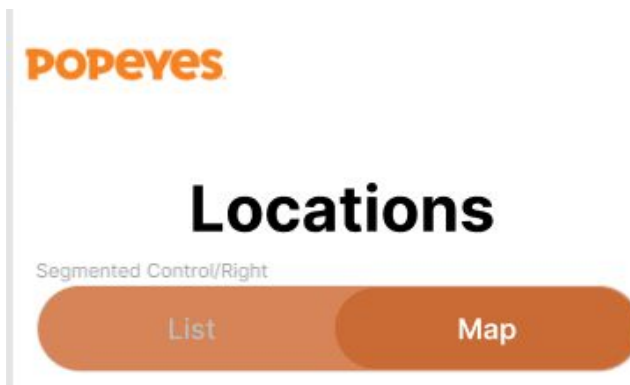 POPEYES
Locations
Segmented Control/Right
List
Map